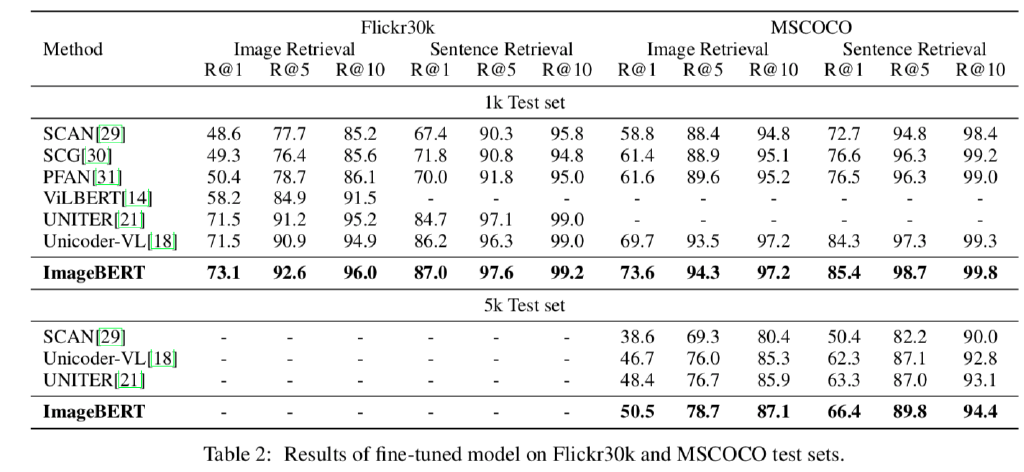 Flickr30k MSCOCO
Method Image Retrieval Sentence Retrieval Image Retrieval Sentence Retrieval
R@1 R@5 R@10 R@1 R@5 R@10 R@1 R@5 R@10 R@1 R@5 R@10
1k Test set
SCAN[29] 48.6 77.7 85.2 67.4 90.3 95.8 58.8 88.4 94.8 72.7 94.8 98.4
SCG[30] 49.3 76.4 85.6 71.8 90.8 94.8 61.4 88.9 95.1 76.6 96.3 99.2
PFAN[31] 50.4 78.7 86.1 70.0 91.8 95.0 61.6 89.6 95.2 76.5 96.3 99.0
ViLBERT[14] 58.2 84.9 91.5 - - - - - - - - -
UNITER[21] 71.5 91.2 95.2 84.7 97.1 99.0 - - - - - -
Unicoder-VL[18] 71.5 90.9 94.9 86.2 96.3 99.0 69.7 93.5 97.2 84.3 97.3 99.3
ImageBERT 73.1 92.6 96.0 87.0 97.6 99.2 73.6 94.3 97.2 85.4 98.7 99.8
5k Test set
SCAN[29] - - - - - - 38.6 69.3 80.4 50.4 82.2 90.0
Unicoder-VL[18] - - - - - - 46.7 76.0 85.3 62.3 87.1 92.8
UNITER[21] - - - - - - 48.4 76.7 85.9 63.3 87.0 93.1
ImageBERT - - - - - - 50.5 78.7 87.1 66.4 89.8 94.4
Table 2: Results of fine-tuned model on Flickr30k and MSCOCO test sets.